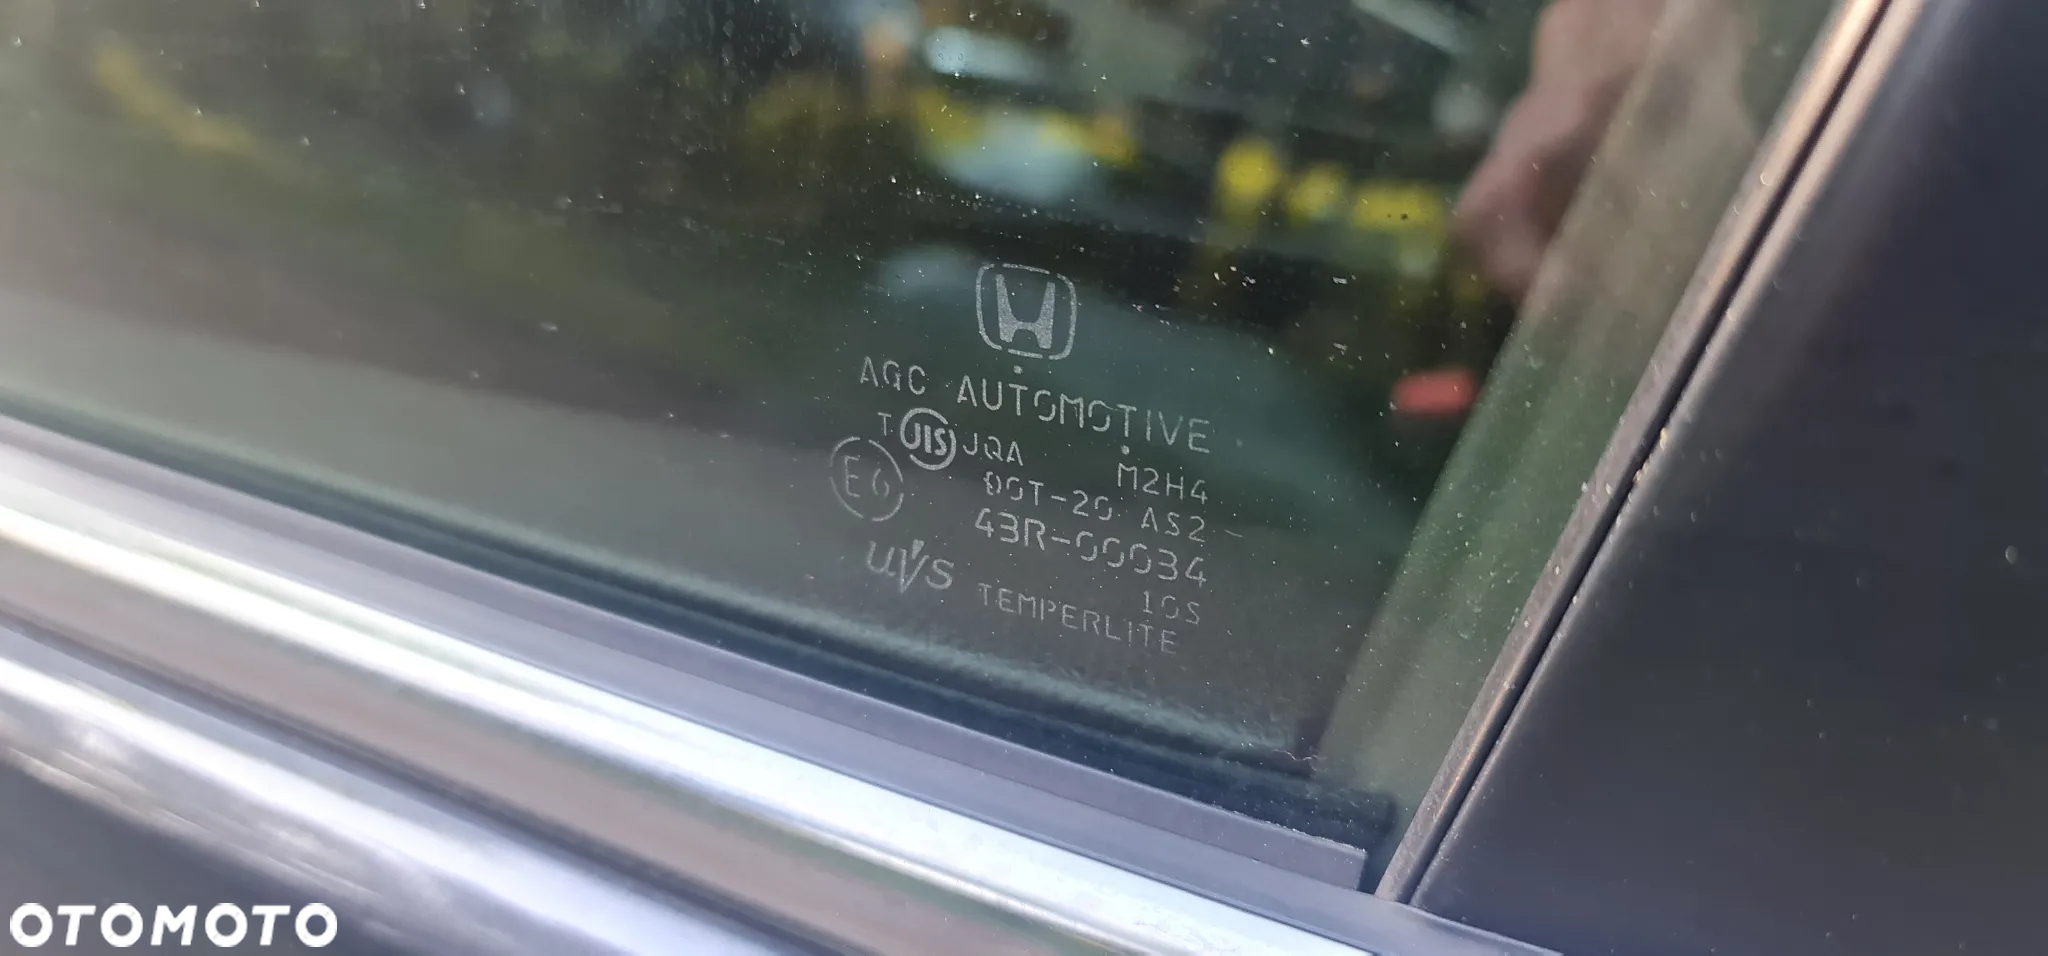 AGC AUTOMOTIVE
T JIS JQA M2H4
E6 DOT-20 AS2
43R-00034
UVS 10S
TEMPERLITE
OTOMOTO